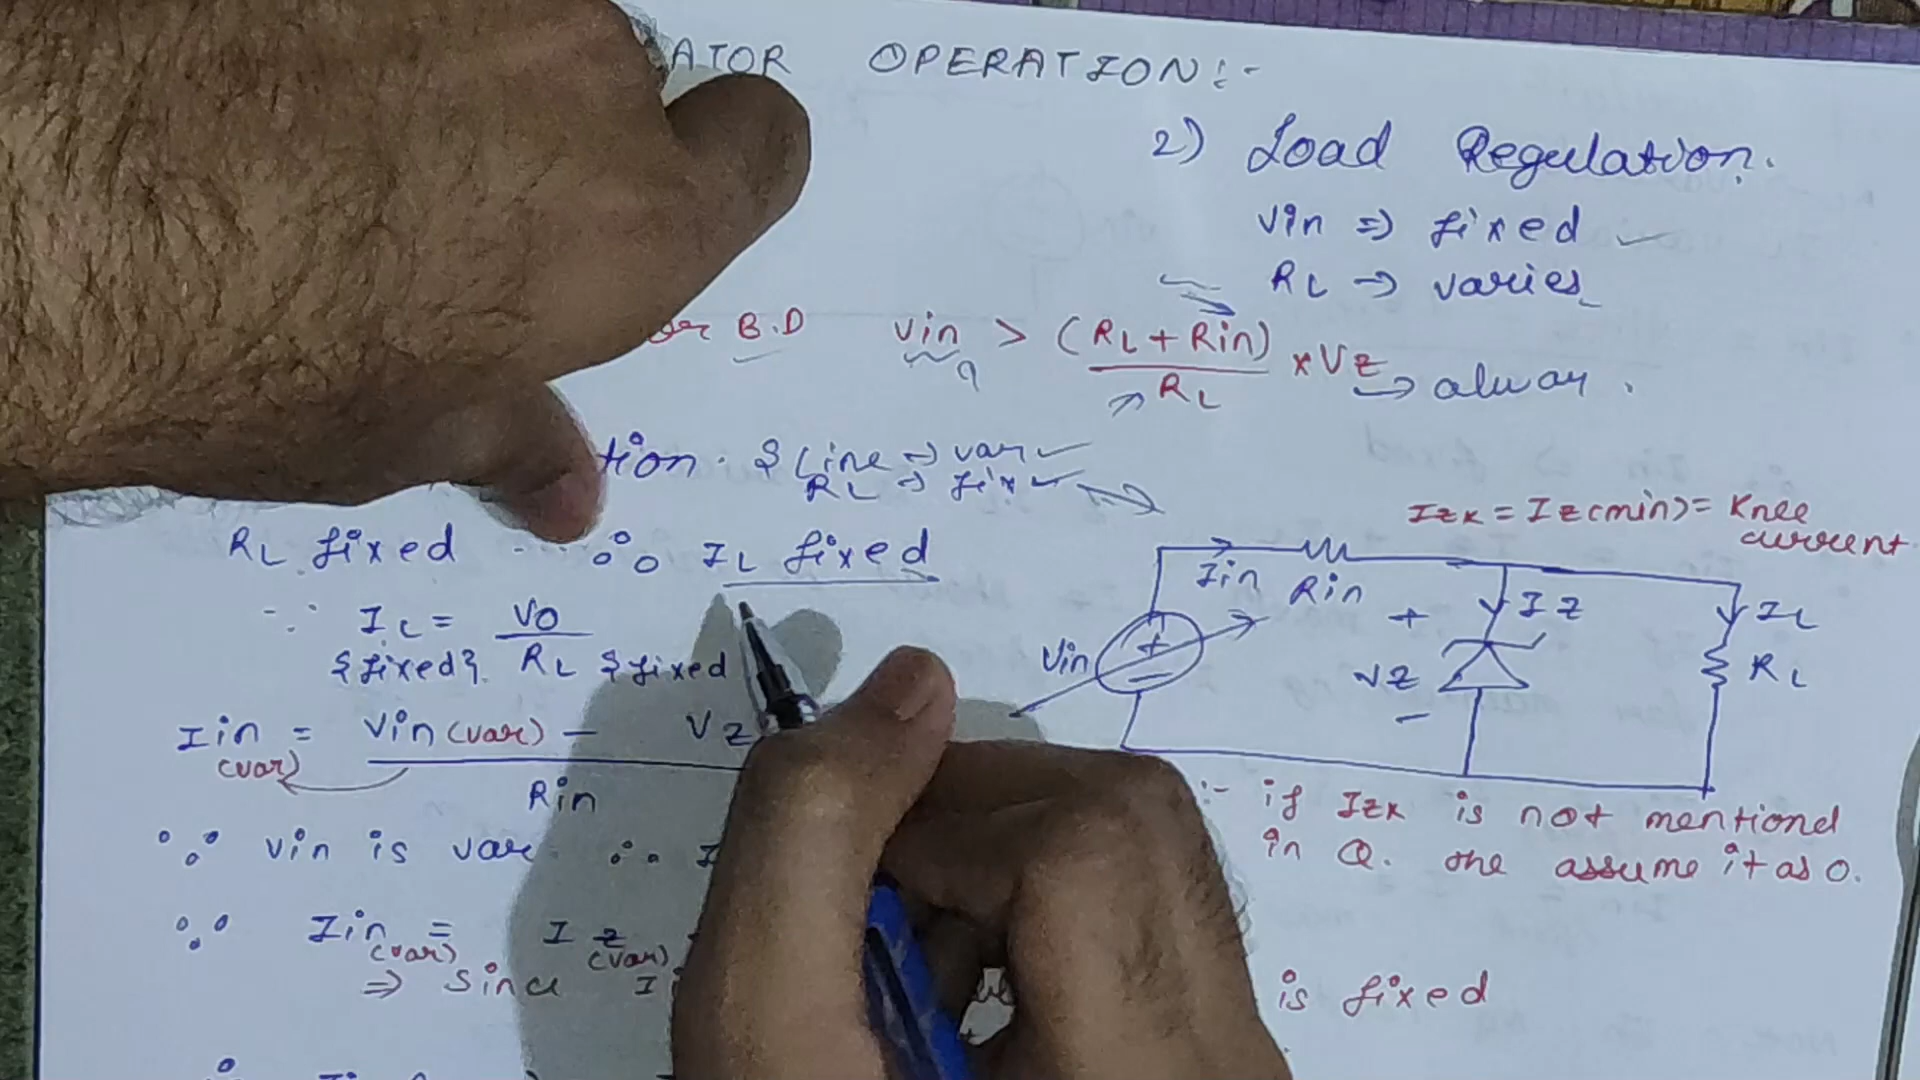 ATOR OPERATION:-
2) Load Regulation.
Vin => fixed
RL -> varies
B.D Vin > (RL + Rin) / RL x Vz -> alway.
tion. { Line -> var
RL -> fix
IZK = IZ(min) = Knee current
RL fixed ∴ IL fixed
∵ IL = Vo / RL
{fixed}. {fixed
Iin (var) = Vin(var) - Vz
Rin
∵ Vin is var ∴ I
∵ Iin (var) = Iz (var)
=> Since I
is fixed
Iin Rin
+ Iz IL
Vin + - Vz RL
-
:- if IZK is not mentiond
in Q. the assume it as 0.